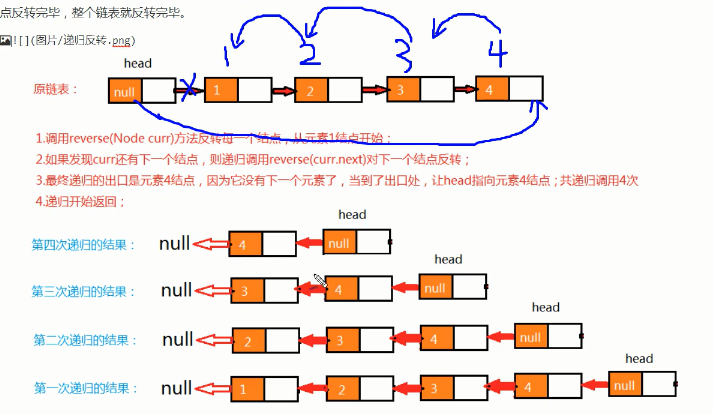 点反转完毕，整个链表就反转完毕。
![](图片/递归反转.png)
1 2 3 4
head
原链表： null 1 2 3 4
1.调用reverse(Node curr)方法反转每一个结点，从元素1结点开始；
2.如果发现curr还有下一个结点，则递归调用reverse(curr.next)对下一个结点反转；
3.最终递归的出口是元素4结点，因为它没有下一个元素了，当到了出口处，让head指向元素4结点；共递归调用4次
4.递归开始返回；
head
第四次递归的结果： null 4 null
head
第三次递归的结果： null 3 4 null
head
第二次递归的结果： null 2 3 4 null
head
第一次递归的结果： null 1 2 3 4 null